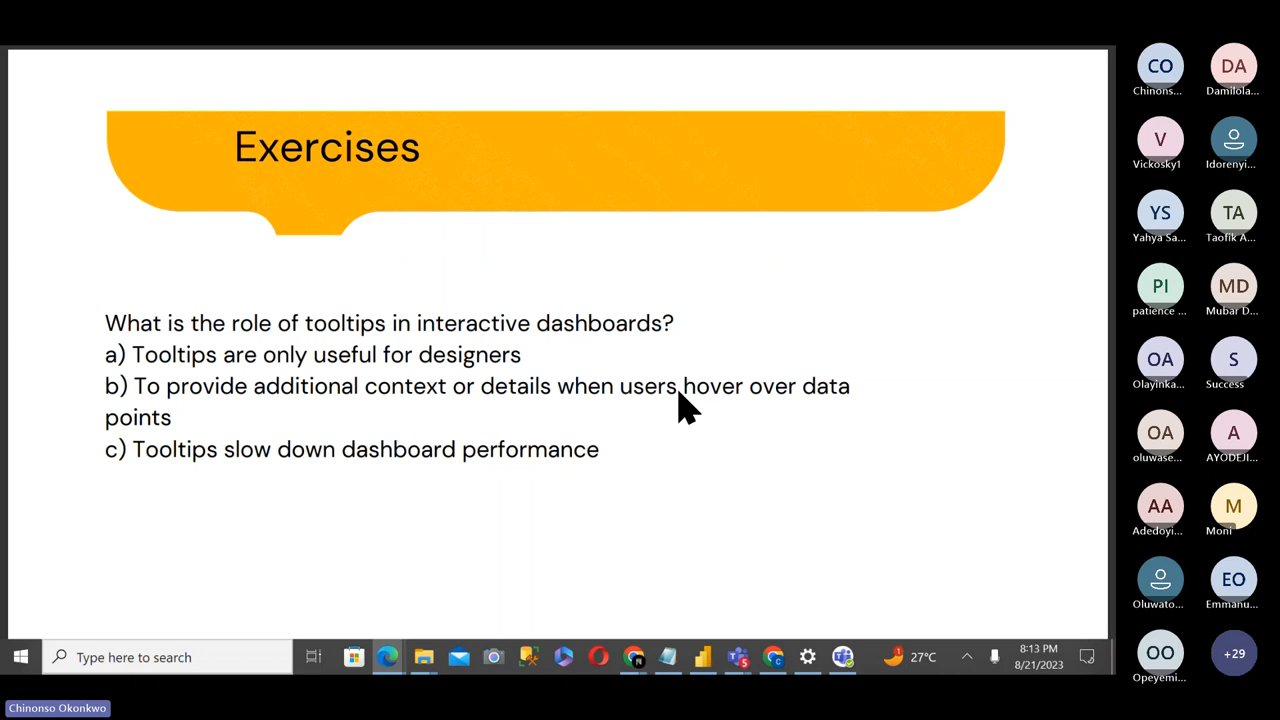 Exercises
What is the role of tooltips in interactive dashboards?
a) Tooltips are only useful for designers
b) To provide additional context or details when users hover over data
points
c) Tooltips slow down dashboard performance
CO
Chinons...
DA
Damilola...
V
Vickosky1
Idorenyi...
YS
Yahya Sa...
TA
Taofik A...
PI
patience ...
MD
Mubar D...
OA
Olayinka...
S
Success
OA
oluwase...
A
AYODEJI...
AA
Adedoyi...
M
Moni
Oluwato...
EO
Emmanu...
OO
Opeyemi...
+29
Type here to search
27°C
8:13 PM
8/21/2023
Chinonso Okonkwo